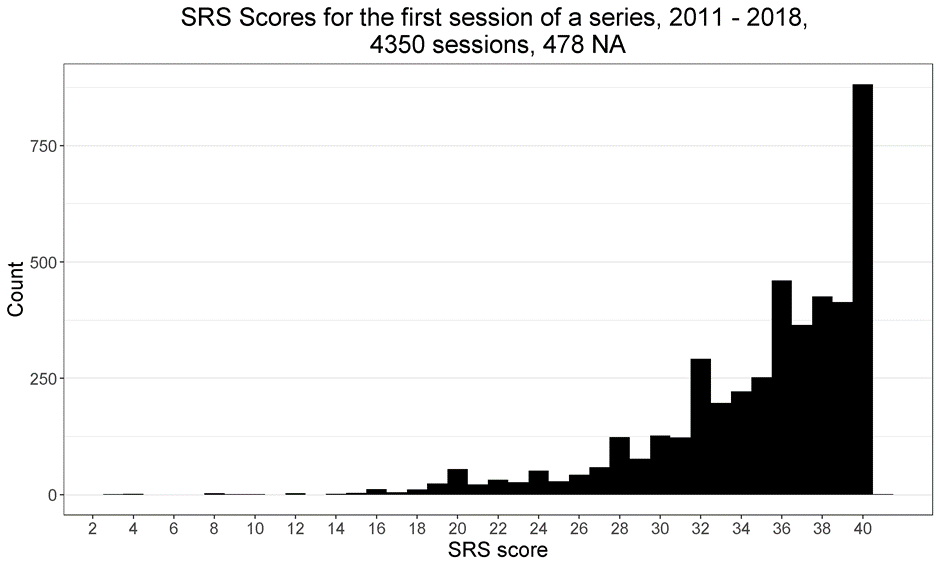 SRS Scores for the first session of a series, 2011 - 2018,
4350 sessions, 478 NA
Count
750
500
250
0
2 4 6 8 10 12 14 16 18 20 22 24 26 28 30 32 34 36 38 40
SRS score